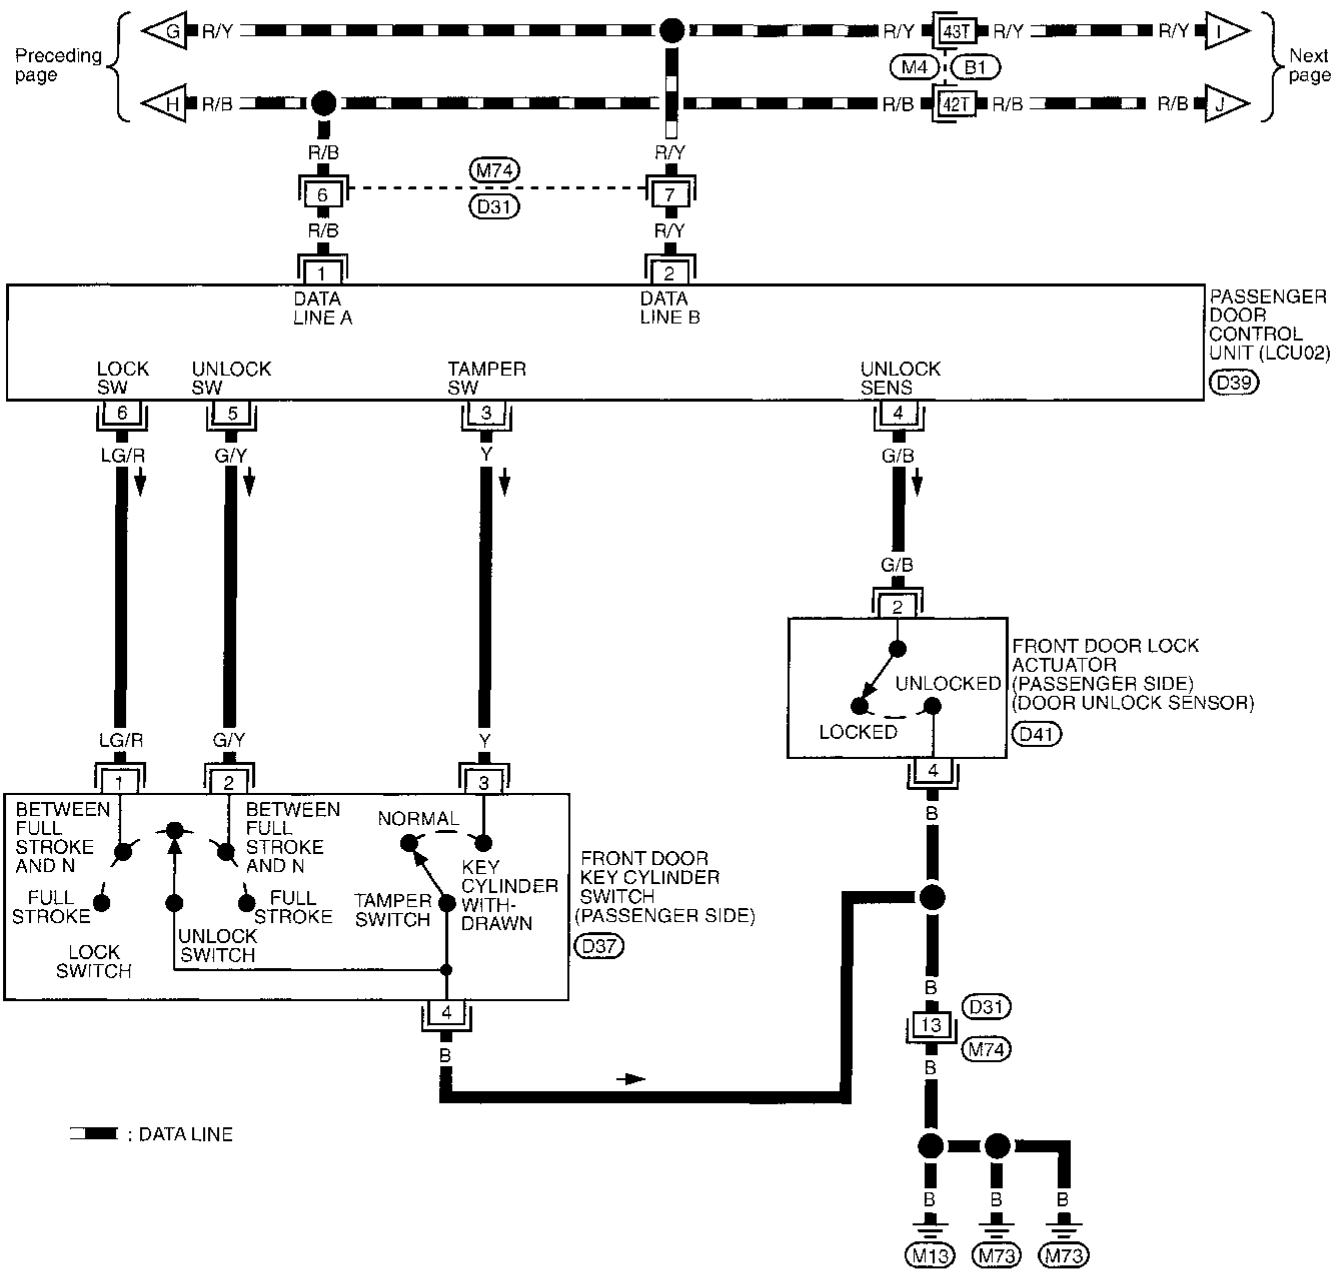 G R/Y R/Y 43T R/Y R/Y I
Preceding
page
M4 B1
Next
page
H R/B R/B 42T R/B R/B J
R/B R/Y
M74
6 7
D31
R/B R/Y
1 2
DATA
LINE A
DATA
LINE B
PASSENGER
DOOR
CONTROL
UNIT (LCU02)
D39
LOCK
SW
UNLOCK
SW
TAMPER
SW
UNLOCK
SENS
6 5 3 4
LG/R G/Y Y G/B
G/B
2
FRONT DOOR LOCK
ACTUATOR
(PASSENGER SIDE)
(DOOR UNLOCK SENSOR)
D41
UNLOCKED
LOCKED
LG/R G/Y Y
1 2 3 4
B
BETWEEN
FULL
STROKE
AND N
BETWEEN
FULL
STROKE
AND N
NORMAL
KEY
CYLINDER
WITH-
DRAWN
FRONT DOOR
KEY CYLINDER
SWITCH
(PASSENGER SIDE)
D37
FULL
STROKE
FULL
STROKE
TAMPER
SWITCH
LOCK
SWITCH
UNLOCK
SWITCH
4
B
B
D31
13
M74
B
: DATA LINE
B B B
M13 M73 M73